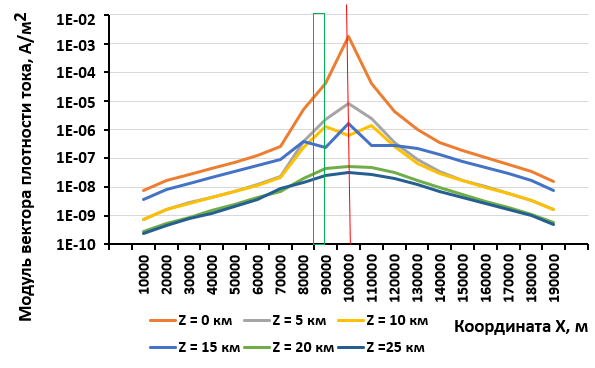 Модуль вектора плотности тока, А/м²
1E-02
1E-03
1E-04
1E-05
1E-06
1E-07
1E-08
1E-09
1E-10
10000
20000
30000
40000
50000
60000
70000
80000
90000
100000
110000
120000
130000
140000
150000
160000
170000
180000
190000
Координата X, м
Z = 0 км
Z = 5 км
Z = 10 км
Z = 15 км
Z = 20 км
Z =25 км